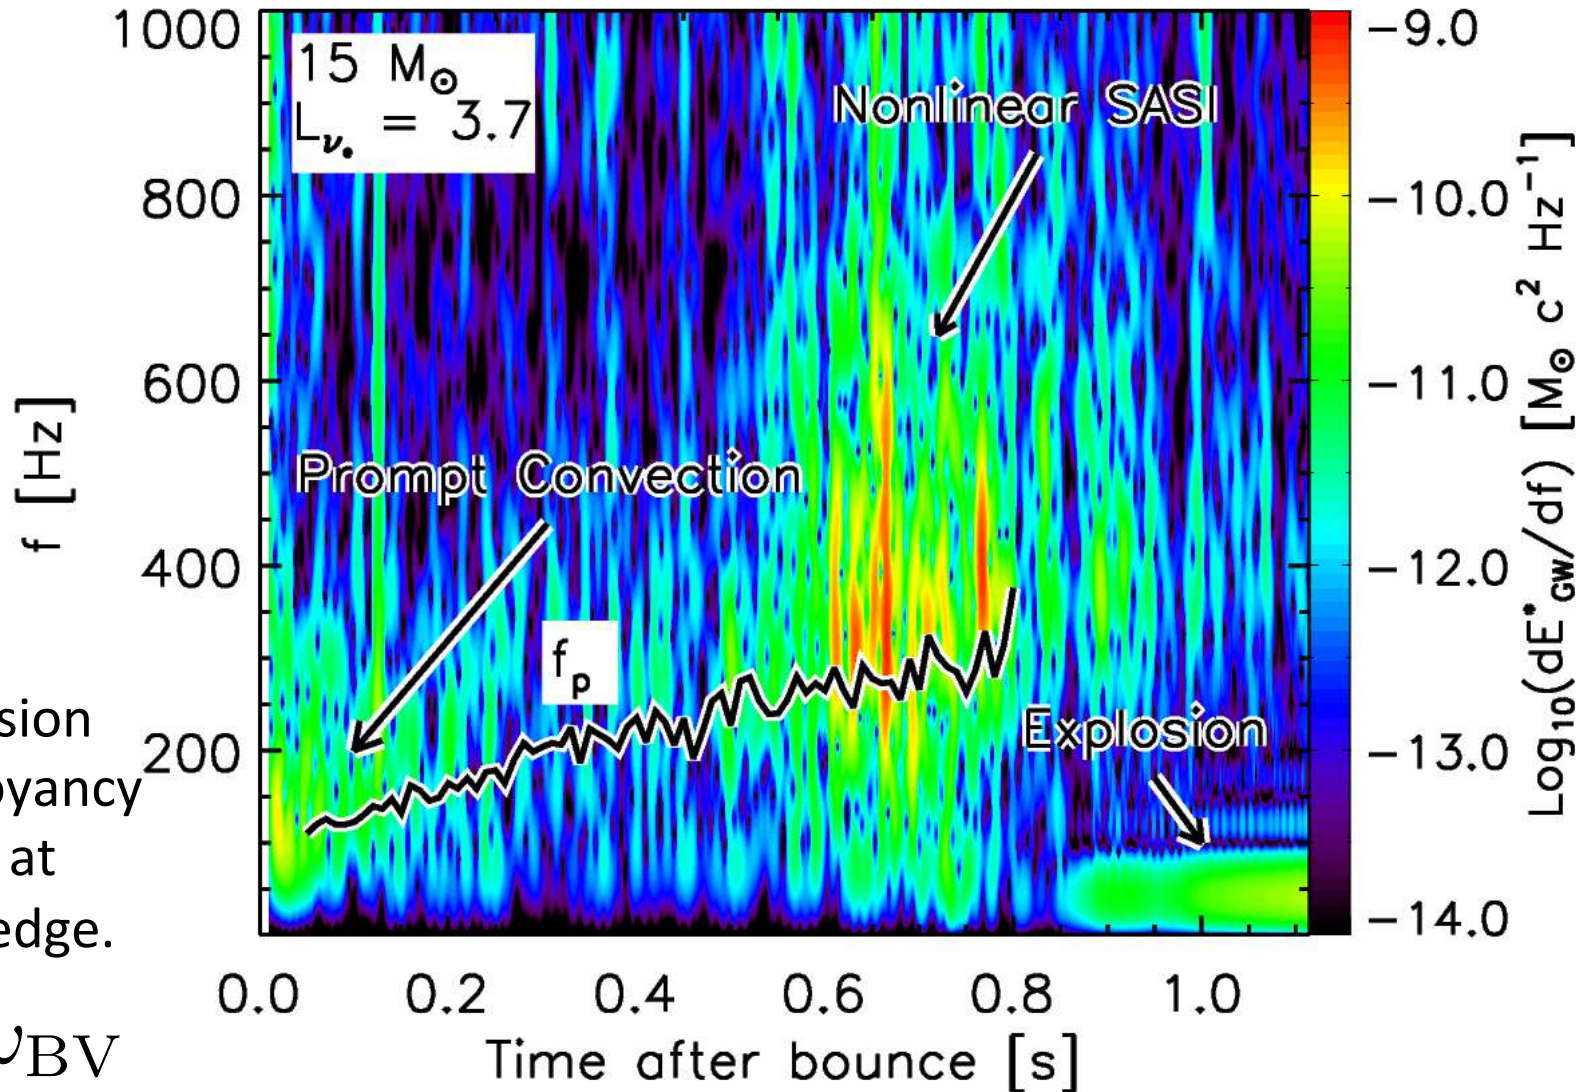 15 M⊙
Lνe = 3.7
Nonlinear SASI
Prompt Convection
fp
Explosion
1000
800
600
400
200
f [Hz]
0.0 0.2 0.4 0.6 0.8 1.0
Time after bounce [s]
−9.0
−10.0
−11.0
−12.0
−13.0
−14.0
Log10(dE*GW/df) [M⊙ c2 Hz−1]
sion
oyancy
at
edge.
BV